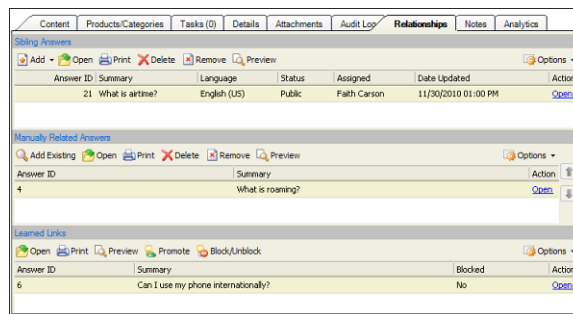 Content Products/Categories Tasks (0) Details Attachments Audit Log Relationships Notes Analytics
Sibling Answers
Add Open Print Delete Remove Preview Options
Answer ID Summary Language Status Assigned Date Updated Action
21 What is airtime? English (US) Public Faith Carson 11/30/2010 01:00 PM Open
Manually Related Answers
Add Existing Open Print Delete Remove Preview Options
Answer ID Summary Action
4 What is roaming? Open
Learned Links
Open Print Preview Promote Block/Unblock Options
Answer ID Summary Blocked Action
6 Can I use my phone internationally? No Open